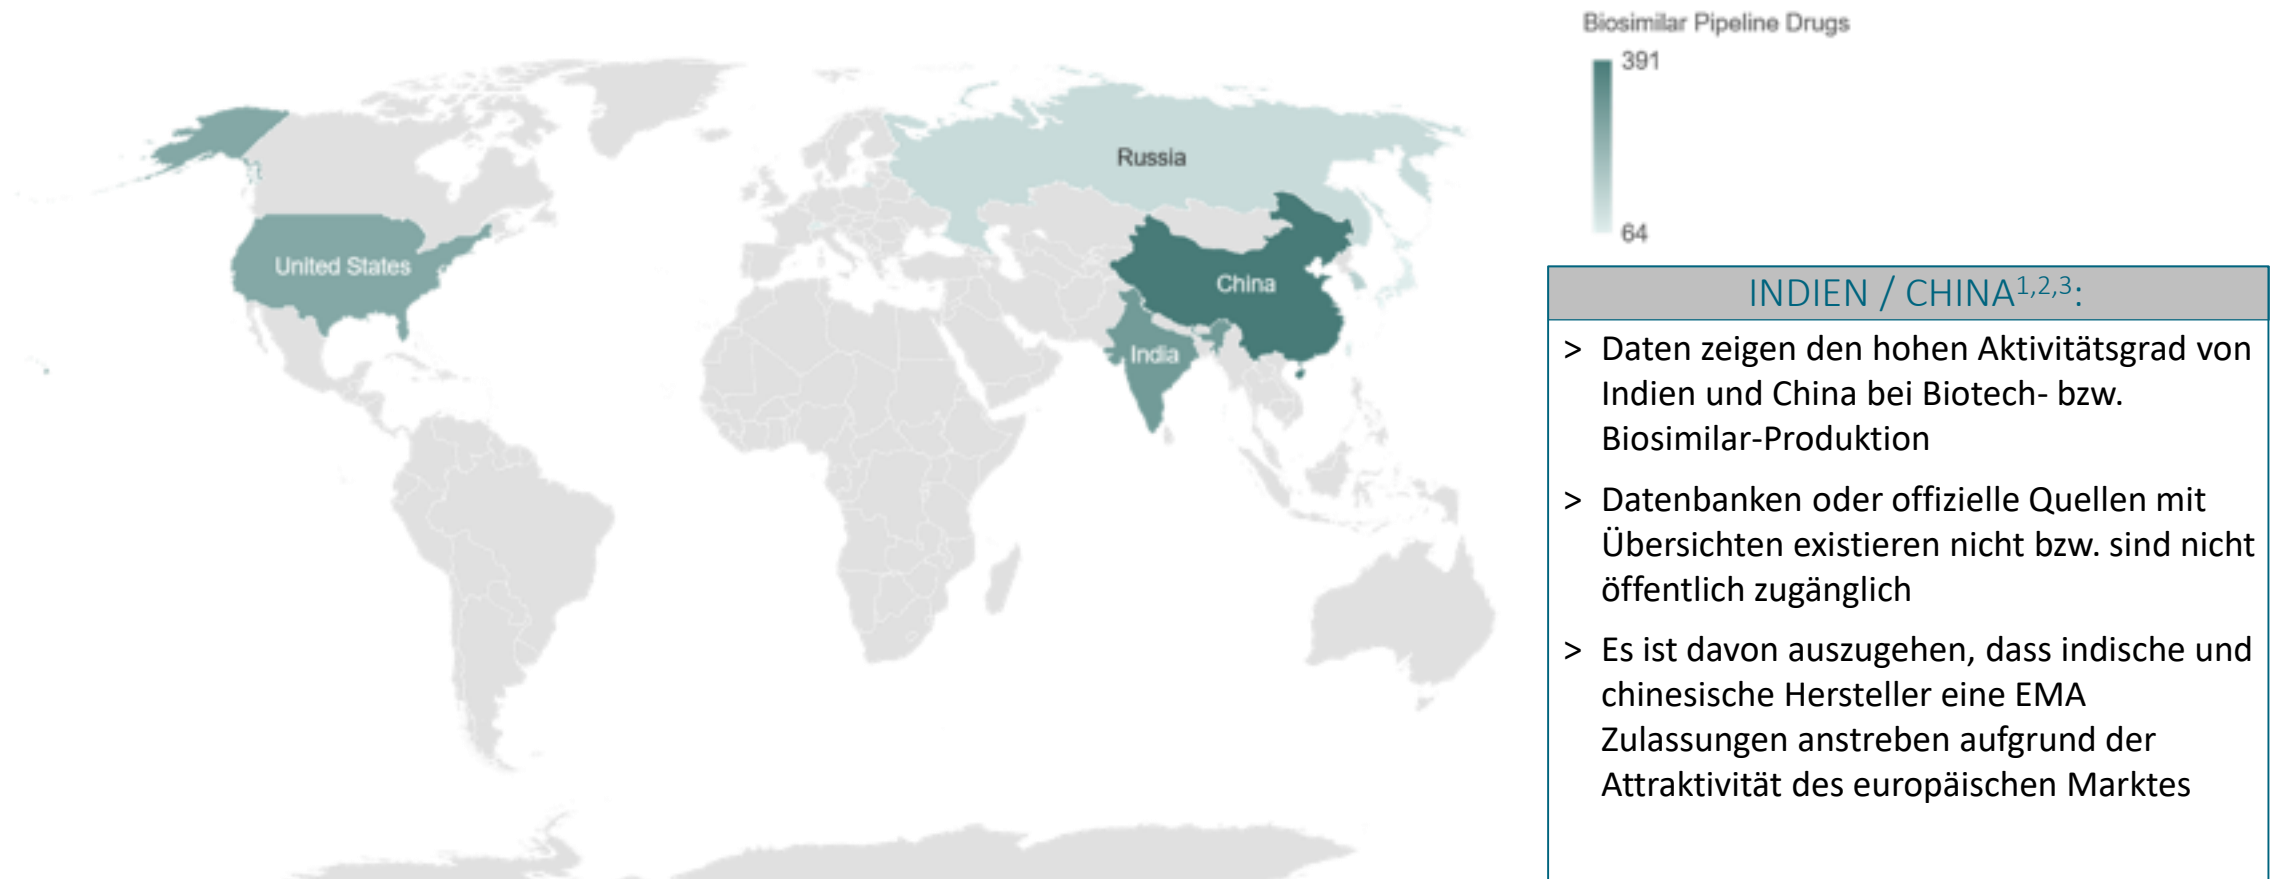 Biosimilar Pipeline Drugs
391
64
Russia
United States
China
India
INDIEN / CHINA1,2,3:
> Daten zeigen den hohen Aktivitätsgrad von
Indien und China bei Biotech- bzw.
Biosimilar-Produktion
> Datenbanken oder offizielle Quellen mit
Übersichten existieren nicht bzw. sind nicht
öffentlich zugänglich
> Es ist davon auszugehen, dass indische und
chinesische Hersteller eine EMA
Zulassungen anstreben aufgrund der
Attraktivität des europäischen Marktes